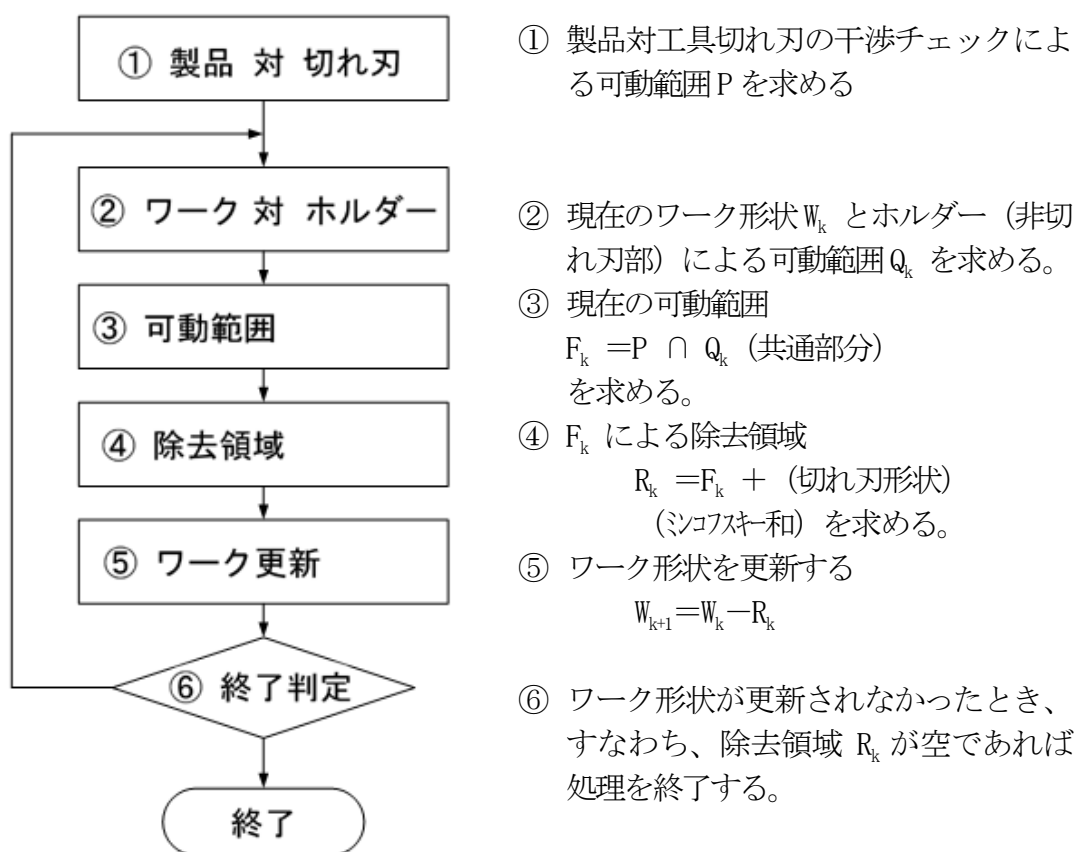 ① 製品 対 切れ刃
② ワーク 対 ホルダー
③ 可動範囲
④ 除去領域
⑤ ワーク更新
⑥ 終了判定
終了
① 製品対工具切れ刃の干渉チェックによ
る可動範囲P を求める
② 現在のワーク形状Wk とホルダー（非切
れ刃部）による可動範囲Qk を求める。
③ 現在の可動範囲
Fk ＝P ∩ Qk（共通部分）
を求める。
④ Fk による除去領域
Rk ＝Fk ＋（切れ刃形状）
（ﾐﾝｺﾌｽｷｰ和）を求める。
⑤ ワーク形状を更新する
Wk+1＝Wk－Rk
⑥ ワーク形状が更新されなかったとき、
すなわち、除去領域 Rk が空であれば
処理を終了する。